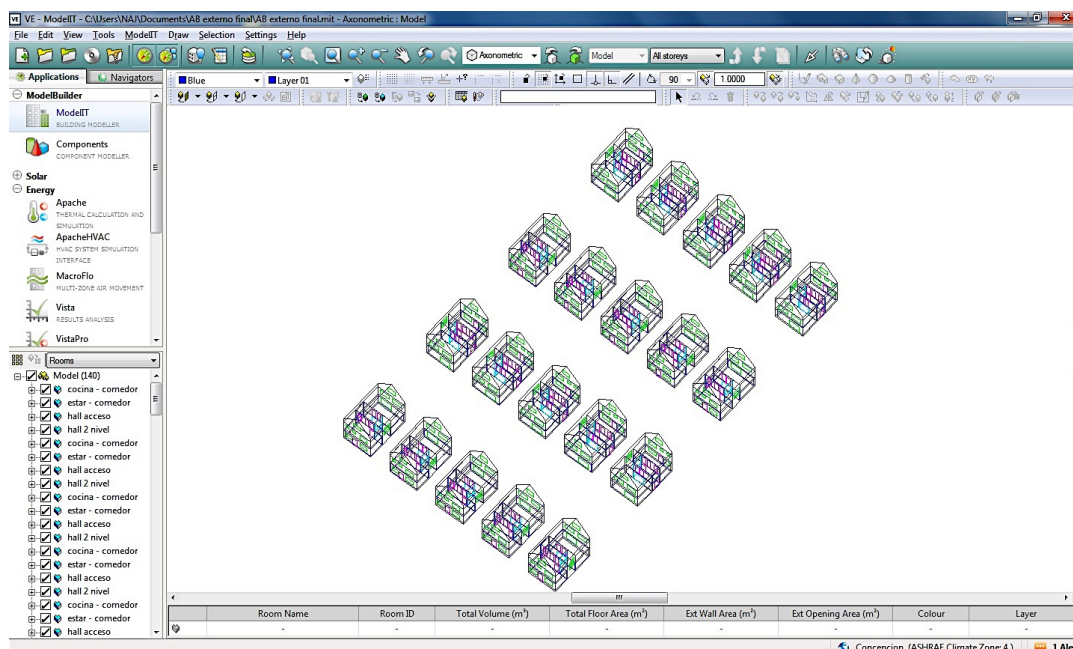 VE - ModelIT - C:\Users\NAJ\Documents\AB externo final\AB externo final.mit - Axonometric : Model
File Edit View Tools ModelIT Draw Selection Settings Help
Axonometric Model All storeys
Applications Navigators
Blue Layer 01 90 1.0000
ModelBuilder
ModelIT
BUILDING MODELLER
Components
COMPONENT MODELLER
Solar
Energy
Apache
THERMAL CALCULATION AND
SIMULATION
ApacheHVAC
HVAC SYSTEM SIMULATION
INTERFACE
MacroFlo
MULTI-ZONE AIR MOVEMENT
Vista
RESULTS ANALYSIS
VistaPro
Rooms
Model (140)
cocina - comedor
estar - comedor
hall acceso
hall 2 nivel
cocina - comedor
estar - comedor
hall acceso
hall 2 nivel
cocina - comedor
estar - comedor
hall acceso
hall 2 nivel
cocina - comedor
estar - comedor
hall acceso
hall 2 nivel
cocina - comedor
estar - comedor
hall acceso
Room Name Room ID Total Volume (m³) Total Floor Area (m²) Ext Wall Area (m²) Ext Opening Area (m²) Colour Layer
- - - - - - - -
Concepcion (ASHRAE Climate Zone: 4 ) 1 Ale